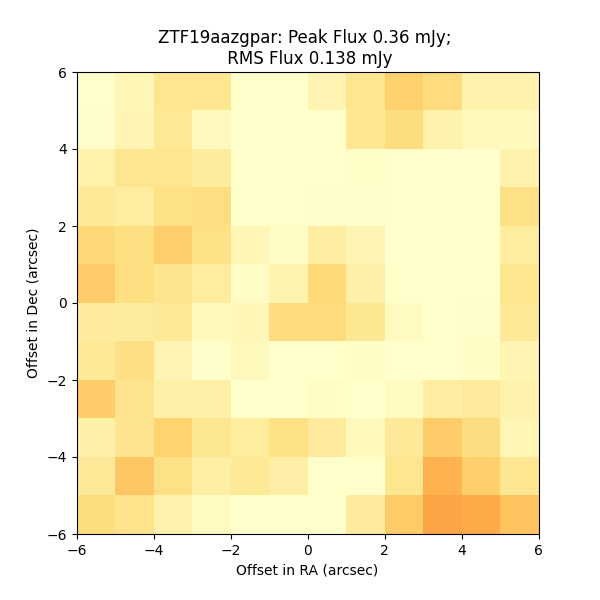 ZTF19aazgpar: Peak Flux 0.36 mJy;
RMS Flux 0.138 mJy
6
4
2
0
−2
−4
−6
Offset in Dec (arcsec)
−6 −4 −2 0 2 4 6
Offset in RA (arcsec)